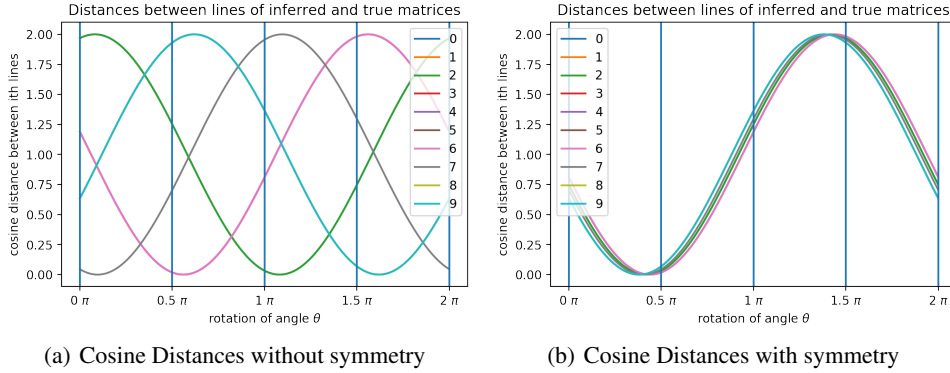 Distances between lines of inferred and true matrices
cosine distance between ith lines
2.00
1.75
1.50
1.25
1.00
0.75
0.50
0.25
0.00
0 π
0.5 π
1 π
1.5 π
2 π
rotation of angle θ
0
1
2
3
4
5
6
7
8
9
(a) Cosine Distances without symmetry
Distances between lines of inferred and true matrices
cosine distance between ith lines
2.00
1.75
1.50
1.25
1.00
0.75
0.50
0.25
0.00
0 π
0.5 π
1 π
1.5 π
2 π
rotation of angle θ
0
1
2
3
4
5
6
7
8
9
(b) Cosine Distances with symmetry